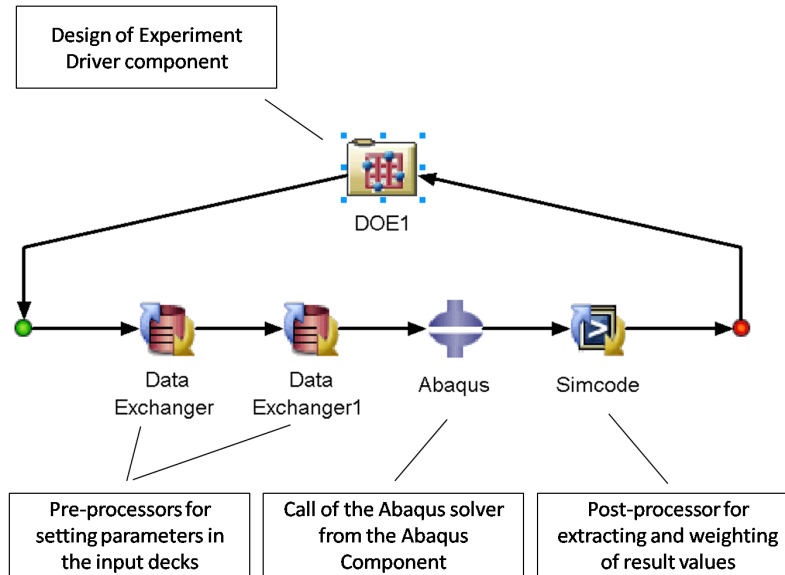 Design of Experiment
Driver component
DOE1
Data
Exchanger
Data
Exchanger1
Abaqus
Simcode
Pre-processors for
setting parameters in
the input decks
Call of the Abaqus solver
from the Abaqus
Component
Post-processor for
extracting and weighting
of result values